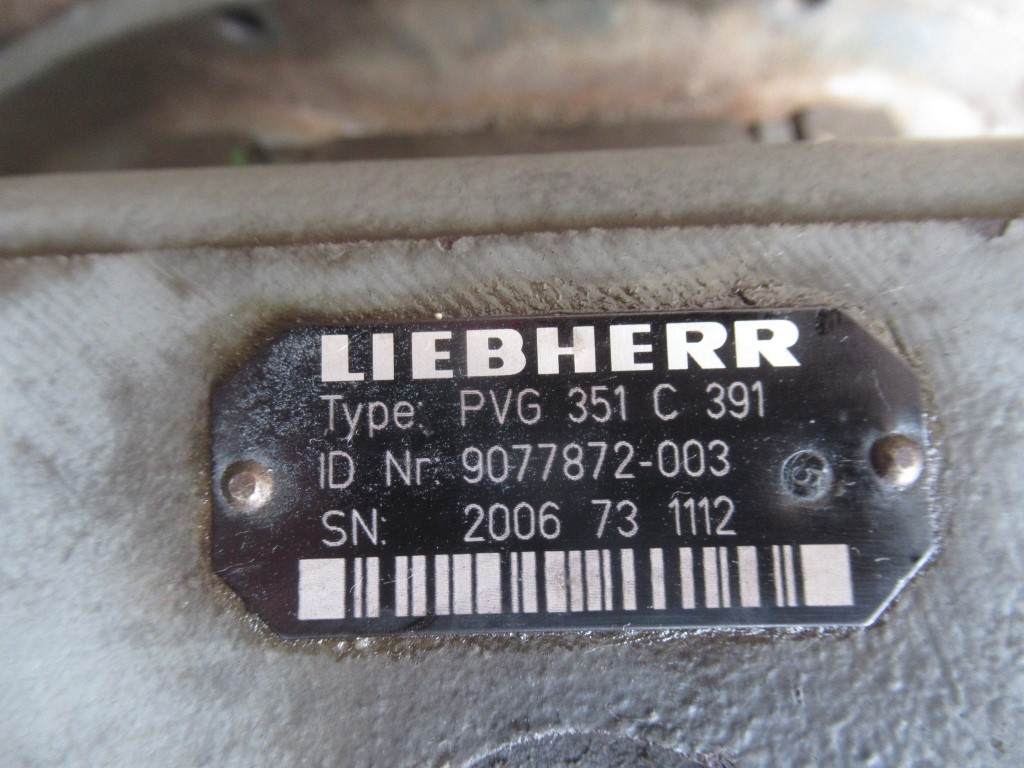 LIEBHERR
Type: PVG 351 C 391
ID Nr. 9077872-003
SN: 2006 73 1112